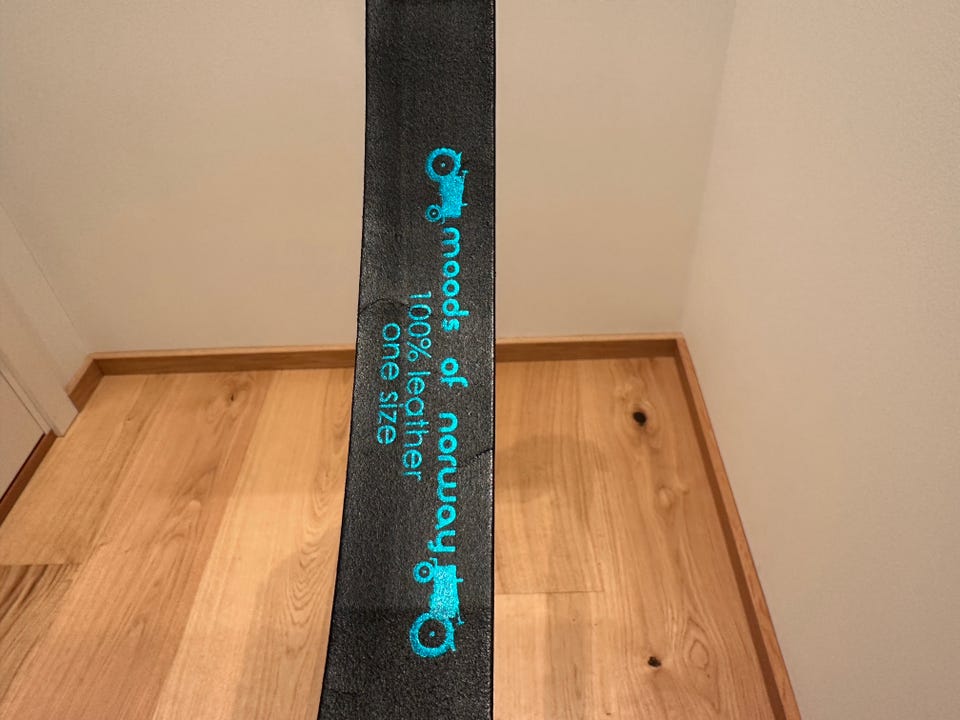 moods of norway
100% leather
one size